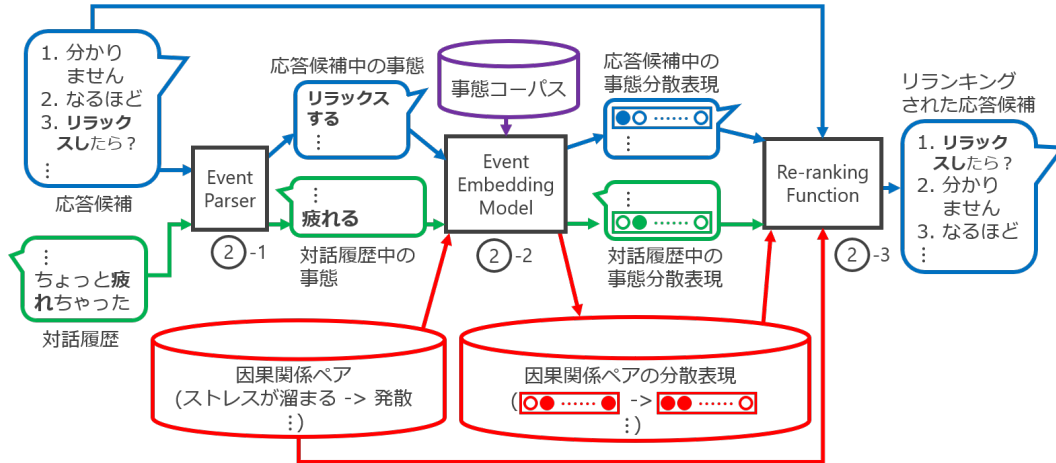 1. 分かり
ません
2. なるほど
3. リラック
スしたら？
⋮
応答候補
⋮
ちょっと疲
れちゃった
対話履歴
Event
Parser
②-1
応答候補中の事態
リラックス
する
⋮
⋮
疲れる
対話履歴中の
事態
事態コーパス
Event
Embedding
Model
②-2
応答候補中の
事態分散表現
......
⋮
⋮
......
対話履歴中の
事態分散表現
Re-ranking
Function
②-3
リランキング
された応答候補
1. リラック
スしたら？
2. 分かり
ません
3. なるほど
⋮
因果関係ペア
(ストレスが溜まる -> 発散
⋮)
因果関係ペアの分散表現
( ...... -> ......
⋮)